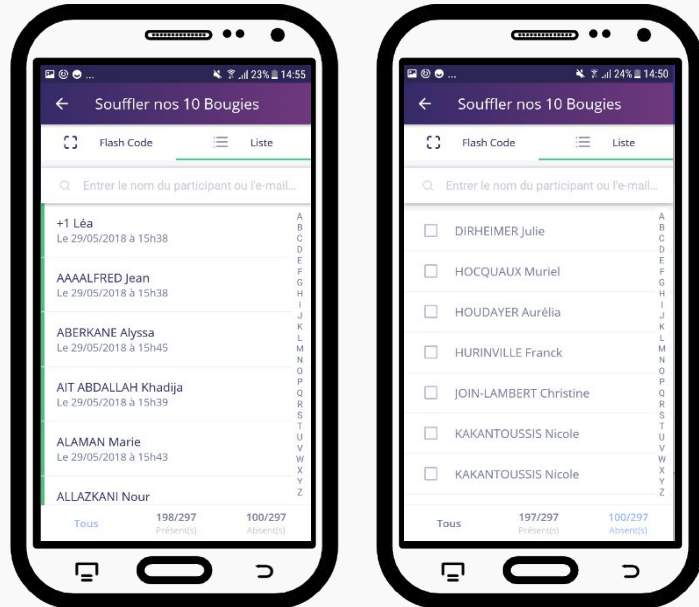 ... 23% 14:55
Souffler nos 10 Bougies
Flash Code Liste
Entrer le nom du participant ou l'e-mail...
+1 Léa
Le 29/05/2018 à 15h38
AAAALFRED Jean
Le 29/05/2018 à 15h38
ABERKANE Alyssa
Le 29/05/2018 à 15h45
AIT ABDALLAH Khadija
Le 29/05/2018 à 15h39
ALAMAN Marie
Le 29/05/2018 à 15h43
ALLAZKANI Nour
A
B
C
D
E
F
G
H
I
J
K
L
M
N
O
P
Q
R
S
T
U
V
W
X
Y
Z
Tous 198/297 100/297
Présent(s) Absent(s)
... 24% 14:50
Souffler nos 10 Bougies
Flash Code Liste
Entrer le nom du participant ou l'e-mail...
DIRHEIMER Julie
HOCQUAUX Muriel
HOUDAYER Aurélia
HURINVILLE Franck
JOIN-LAMBERT Christine
KAKANTOUSSIS Nicole
KAKANTOUSSIS Nicole
A
B
C
D
E
F
G
H
I
J
K
L
M
N
O
P
Q
R
S
T
U
V
W
X
Y
Z
Tous 197/297 100/297
Présent(s) Absent(s)